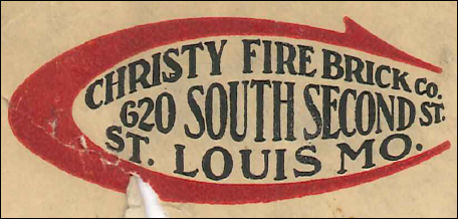 CHRISTY FIRE BRICK CO.
620 SOUTH SECOND ST.
ST. LOUIS MO.